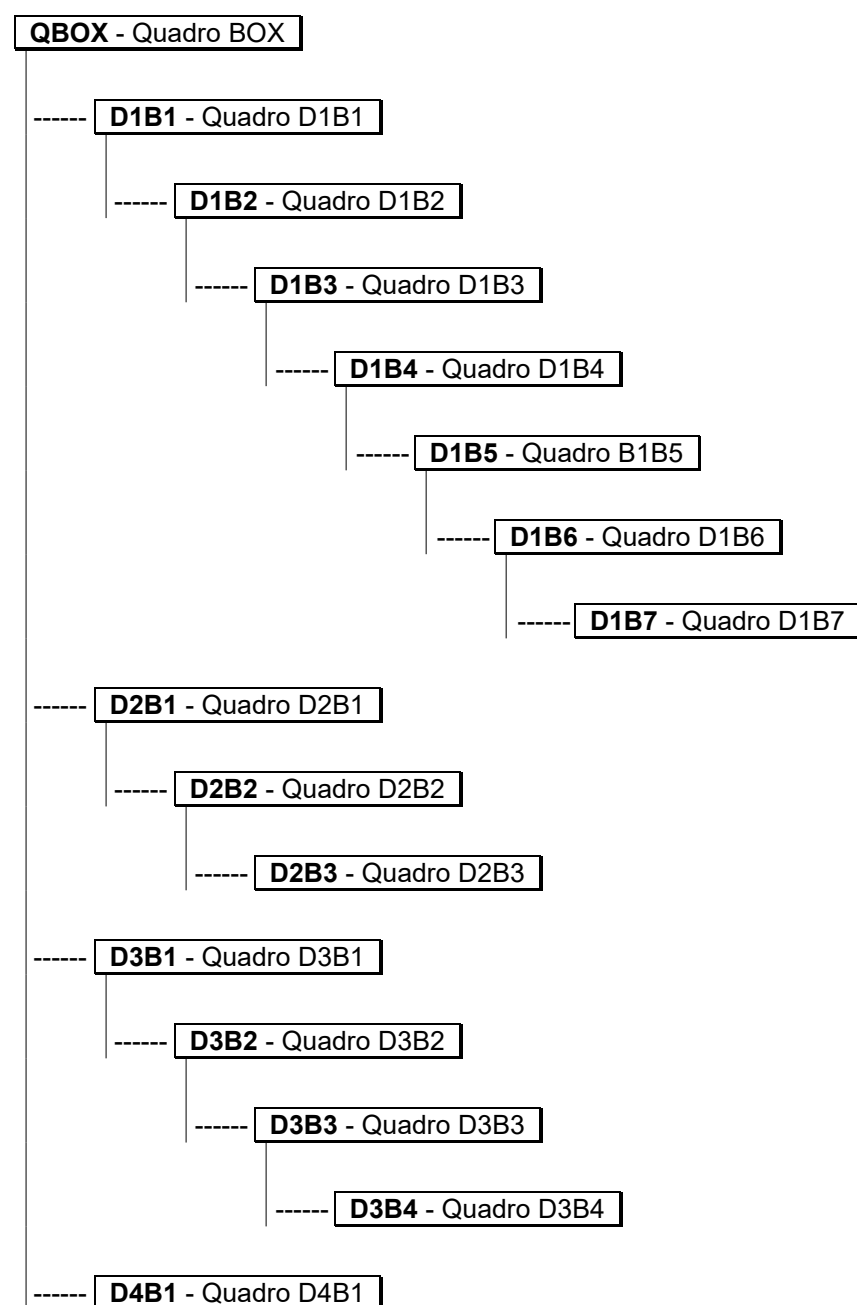 QBOX - Quadro BOX
------ D1B1 - Quadro D1B1
------ D1B2 - Quadro D1B2
------ D1B3 - Quadro D1B3
------ D1B4 - Quadro D1B4
------ D1B5 - Quadro B1B5
------ D1B6 - Quadro D1B6
------ D1B7 - Quadro D1B7
------ D2B1 - Quadro D2B1
------ D2B2 - Quadro D2B2
------ D2B3 - Quadro D2B3
------ D3B1 - Quadro D3B1
------ D3B2 - Quadro D3B2
------ D3B3 - Quadro D3B3
------ D3B4 - Quadro D3B4
------ D4B1 - Quadro D4B1